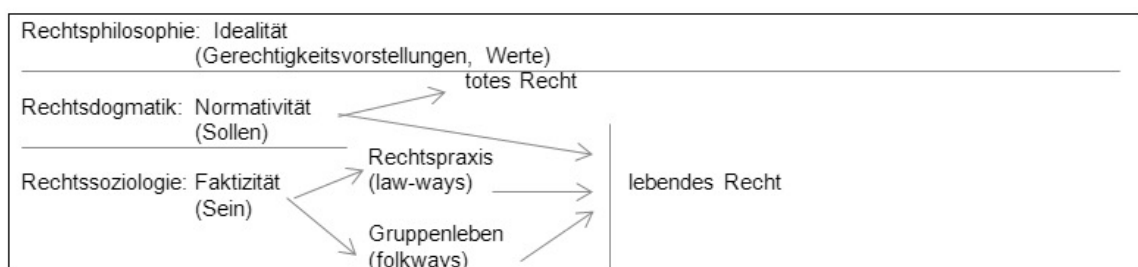 Rechtsphilosophie: Idealität
(Gerechtigkeitsvorstellungen, Werte)
totes Recht
Rechtsdogmatik: Normativität
(Sollen)
Rechtspraxis
(law-ways)
Rechtssoziologie: Faktizität
(Sein)
lebendes Recht
Gruppenleben
(folkways)